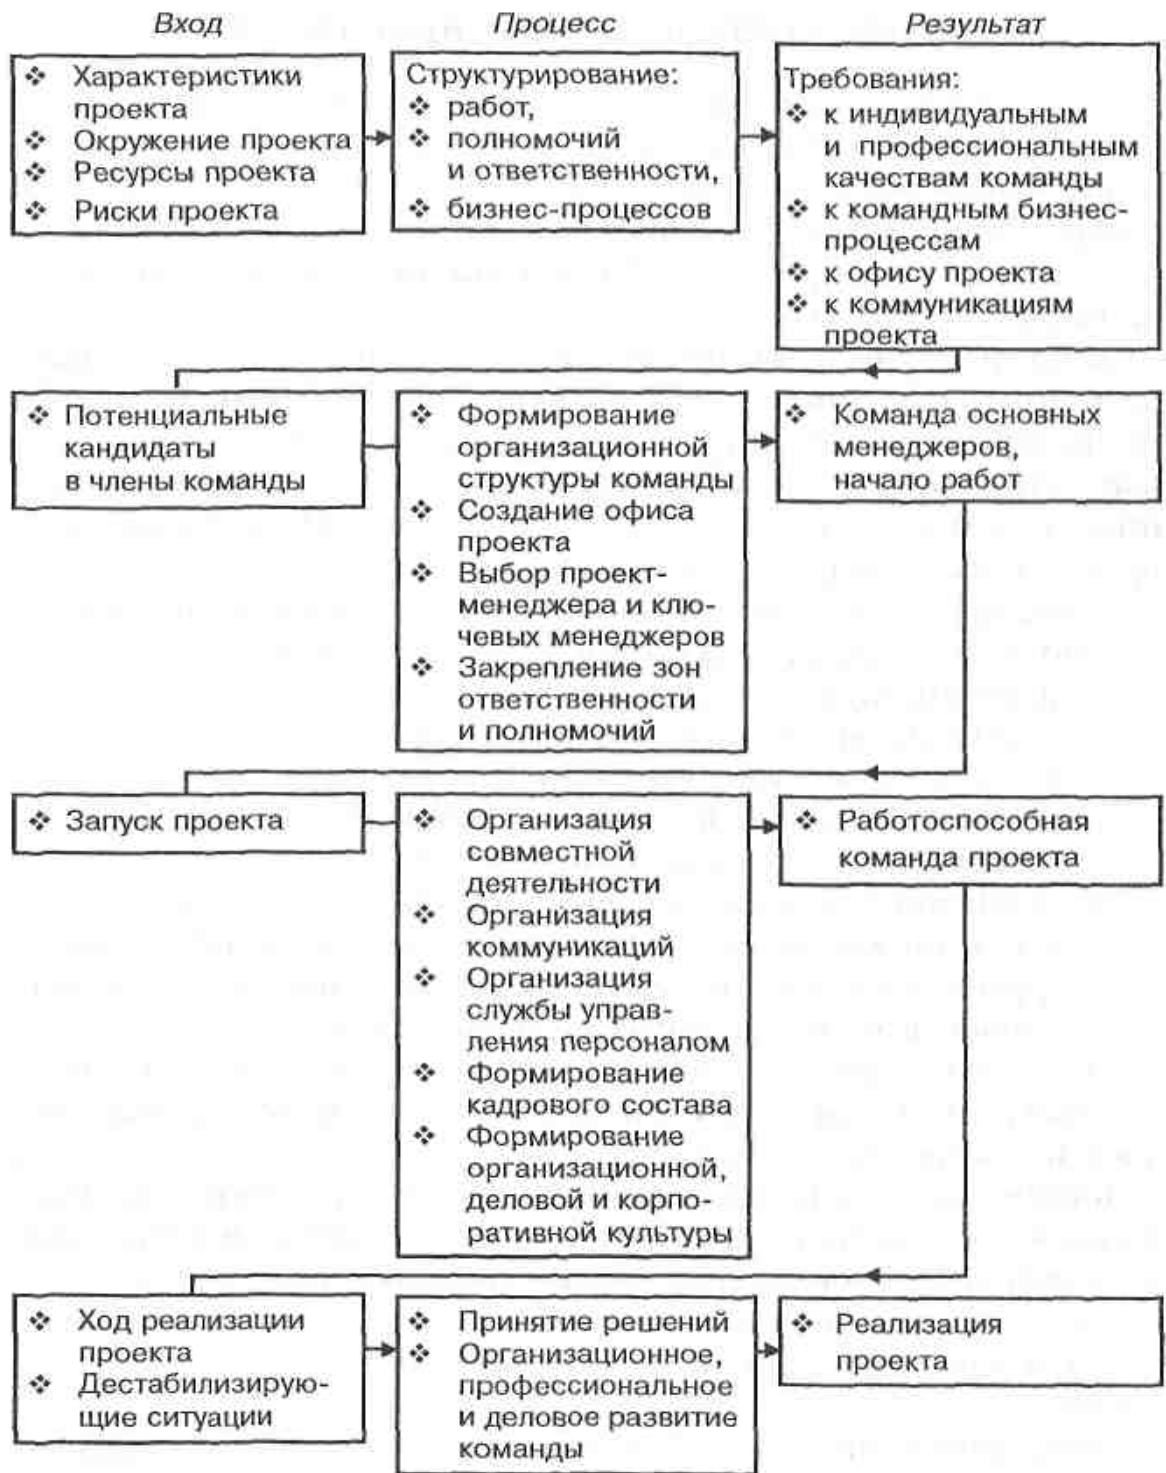 Вход
Процесс
Результат
❖ Характеристики
проекта
❖ Окружение проекта
❖ Ресурсы проекта
❖ Риски проекта
Структурирование:
❖ работ,
❖ полномочий
и ответственности,
❖ бизнес-процессов
Требования:
❖ к индивидуальным
и профессиональным
качествам команды
❖ к командным бизнес-
процессам
❖ к офису проекта
❖ к коммуникациям
проекта
❖ Потенциальные
кандидаты
в члены команды
❖ Формирование
организационной
структуры команды
❖ Создание офиса
проекта
❖ Выбор проект-
менеджера и клю-
чевых менеджеров
❖ Закрепление зон
ответственности
и полномочий
❖ Команда основных
менеджеров,
начало работ
❖ Запуск проекта
❖ Организация
совместной
деятельности
❖ Организация
коммуникаций
❖ Организация
службы управ-
ления персоналом
❖ Формирование
кадрового состава
❖ Формирование
организационной,
деловой и корпо-
ративной культуры
❖ Работоспособная
команда проекта
❖ Ход реализации
проекта
❖ Дестабилизирую-
щие ситуации
❖ Принятие решений
❖ Организационное,
профессиональное
и деловое развитие
команды
❖ Реализация
проекта